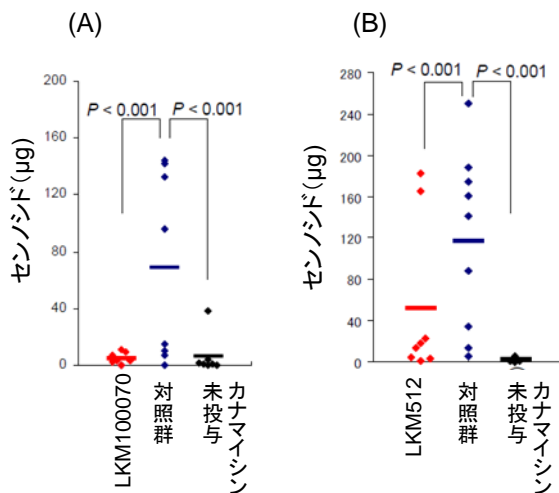 (A)
(B)
200
160
120
80
40
0
センノシド(μg)
P < 0.001
P < 0.001
LKM100070
対照群
未投与
カナマイシン
280
240
200
160
120
80
40
0
センノシド(μg)
P < 0.001
P < 0.001
LKM512
対照群
未投与
カナマイシン